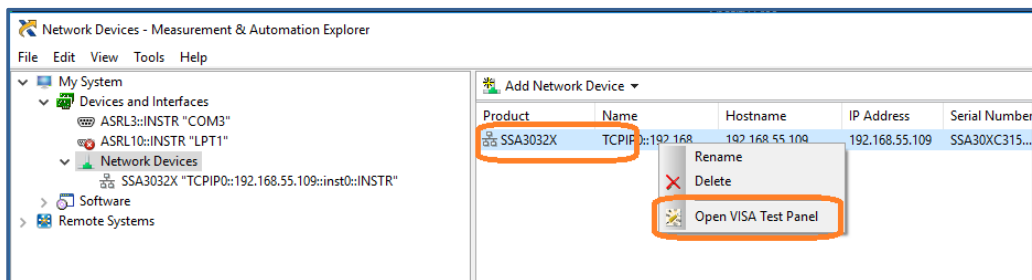 Network Devices - Measurement & Automation Explorer
File Edit View Tools Help
My System
Devices and Interfaces
ASRL3::INSTR "COM3"
ASRL10::INSTR "LPT1"
Network Devices
SSA3032X "TCPIP0::192.168.55.109::inst0::INSTR"
Software
Remote Systems
Add Network Device
Product Name Hostname IP Address Serial Number
SSA3032X TCPIP0::192.168 192.168.55.109 192.168.55.109 SSA30XC315...
Rename
Delete
Open VISA Test Panel